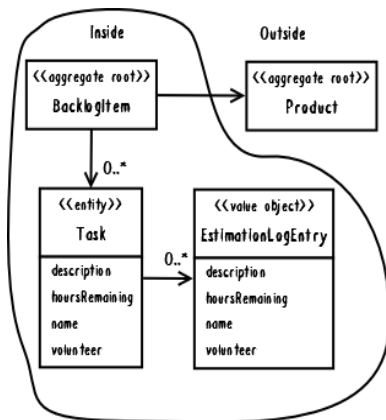 Inside
Outside
<<aggregate root>>
BacklogItem
<<aggregate root>>
Product
0..*
<<entity>>
Task
description
hoursRemaining
name
volunteer
0..*
<<value object>>
EstimationLogEntry
description
hoursRemaining
name
volunteer